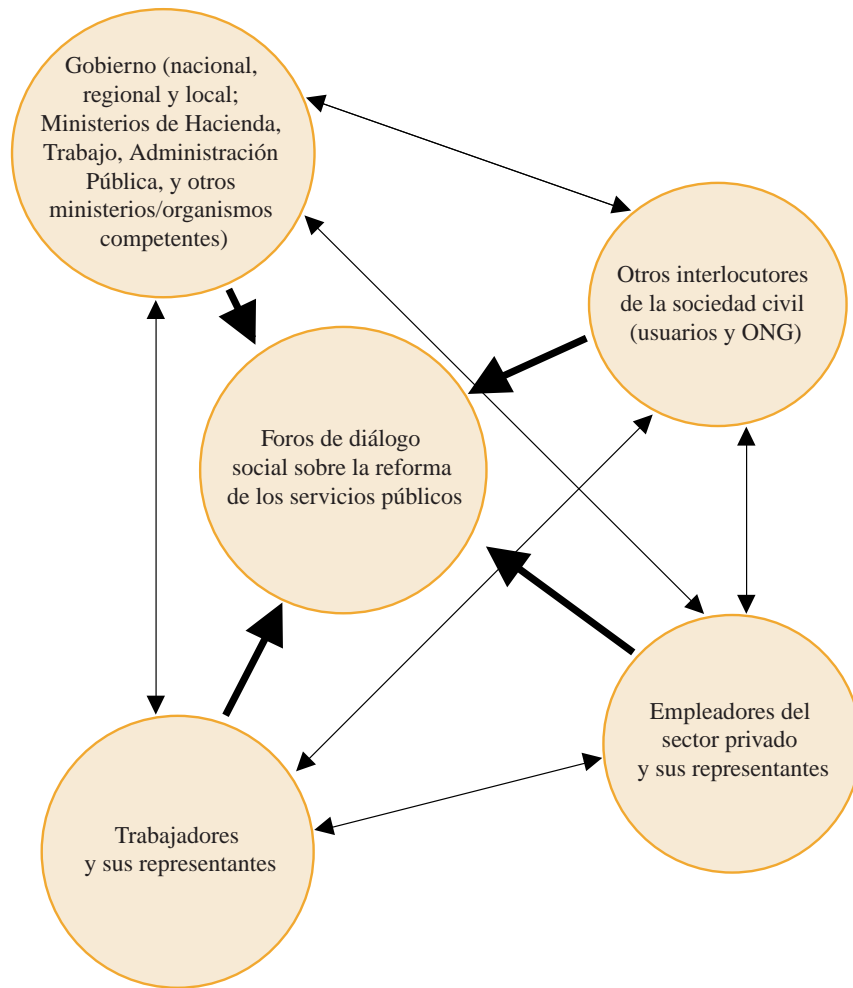 Gobierno (nacional,
regional y local;
Ministerios de Hacienda,
Trabajo, Administración
Pública, y otros
ministerios/organismos
competentes)
Otros interlocutores
de la sociedad civil
(usuarios y ONG)
Foros de diálogo
social sobre la reforma
de los servicios públicos
Empleadores del
sector privado
y sus representantes
Trabajadores
y sus representantes